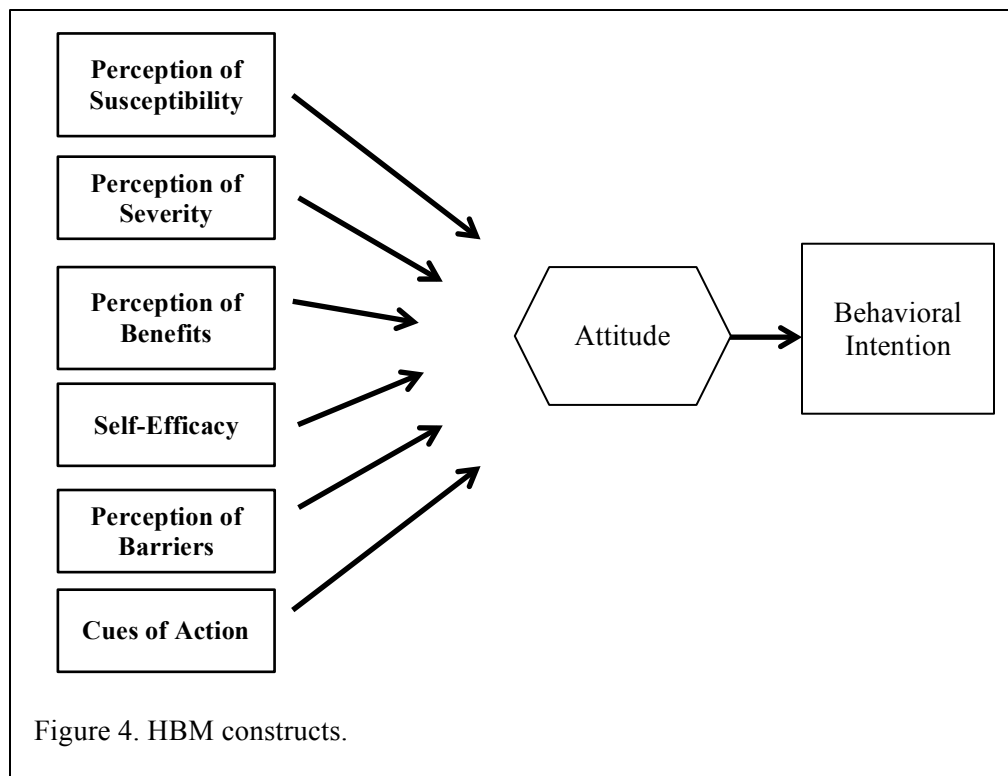 Perception of
Susceptibility
Perception of
Severity
Perception of
Benefits
Self-Efficacy
Perception of
Barriers
Cues of Action
Attitude
Behavioral
Intention
Figure 4. HBM constructs.